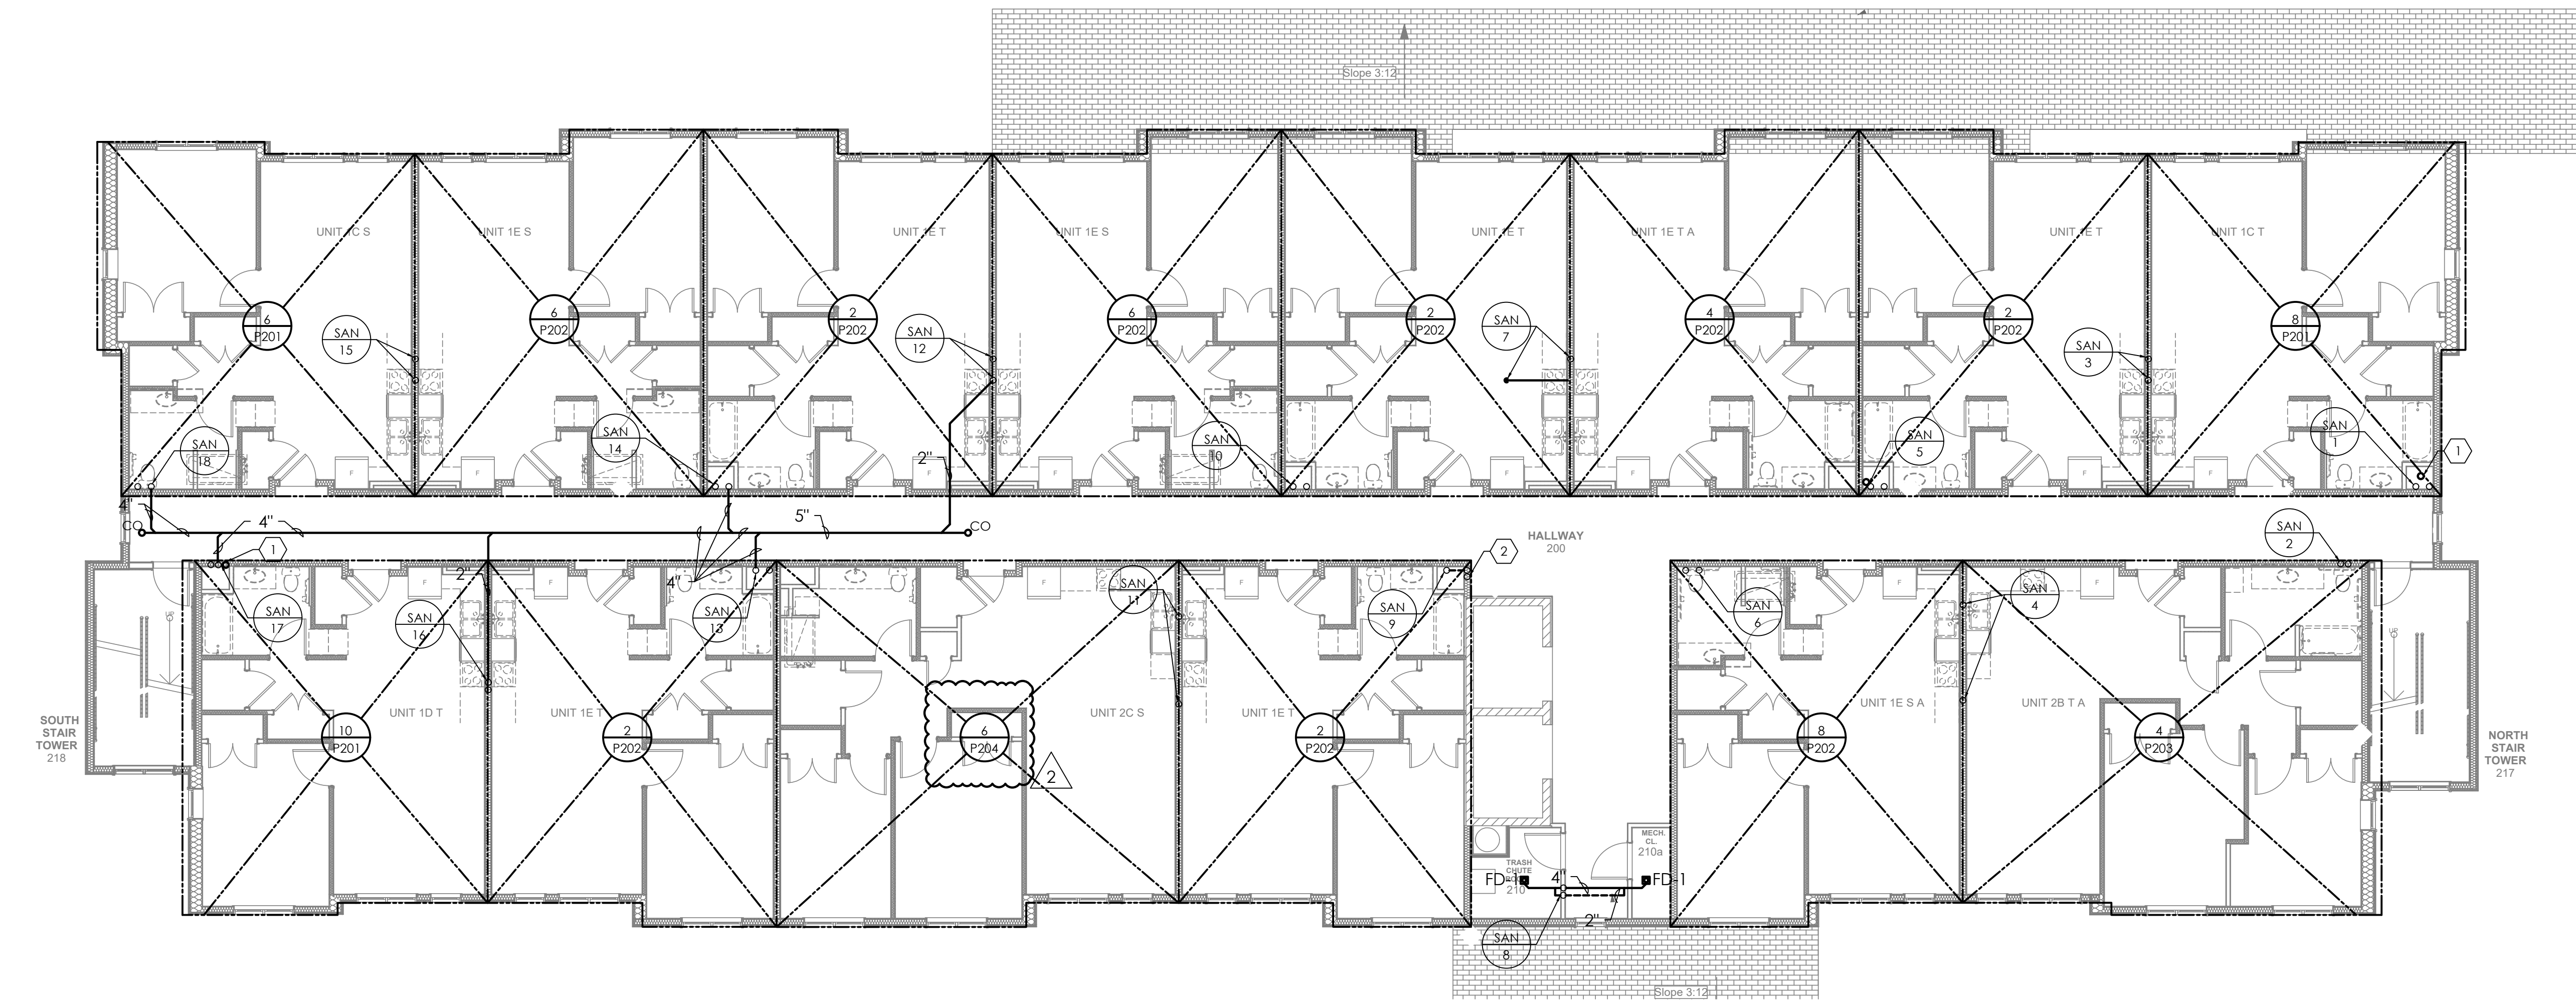 Slope 3:12
UNIT 1C S
UNIT 1E S
UNIT 1E T
UNIT 1E S
UNIT 1E T
UNIT 1E T A
UNIT 1E T
UNIT 1C T
6
P201
6
P202
2
P202
6
P202
2
P202
4
P202
2
P202
8
P201
SAN
15
SAN
12
SAN
7
SAN
3
SAN
18
SAN
14
SAN
10
SAN
5
SAN
1
1
F
F
F
F
F
F
F
F
2"
4"
CO
4"
5"
CO
HALLWAY
200
SAN
2
1
2
4"
2"
F
F
F
F
F
F
SAN
17
SAN
16
SAN
13
SAN
11
SAN
9
SAN
6
SAN
4
UP
UP
UNIT 1D T
UNIT 1E T
UNIT 2C S
UNIT 1E T
UNIT 1E S A
UNIT 2B T A
10
P201
2
P202
6
P204
2
2
P202
8
P202
4
P203
SOUTH
STAIR
TOWER
218
NORTH
STAIR
TOWER
217
MECH.
CL.
210a
TRASH
CHUTE
210
FD-1
4"
FD-1
2"
SAN
8
Slope 3:12